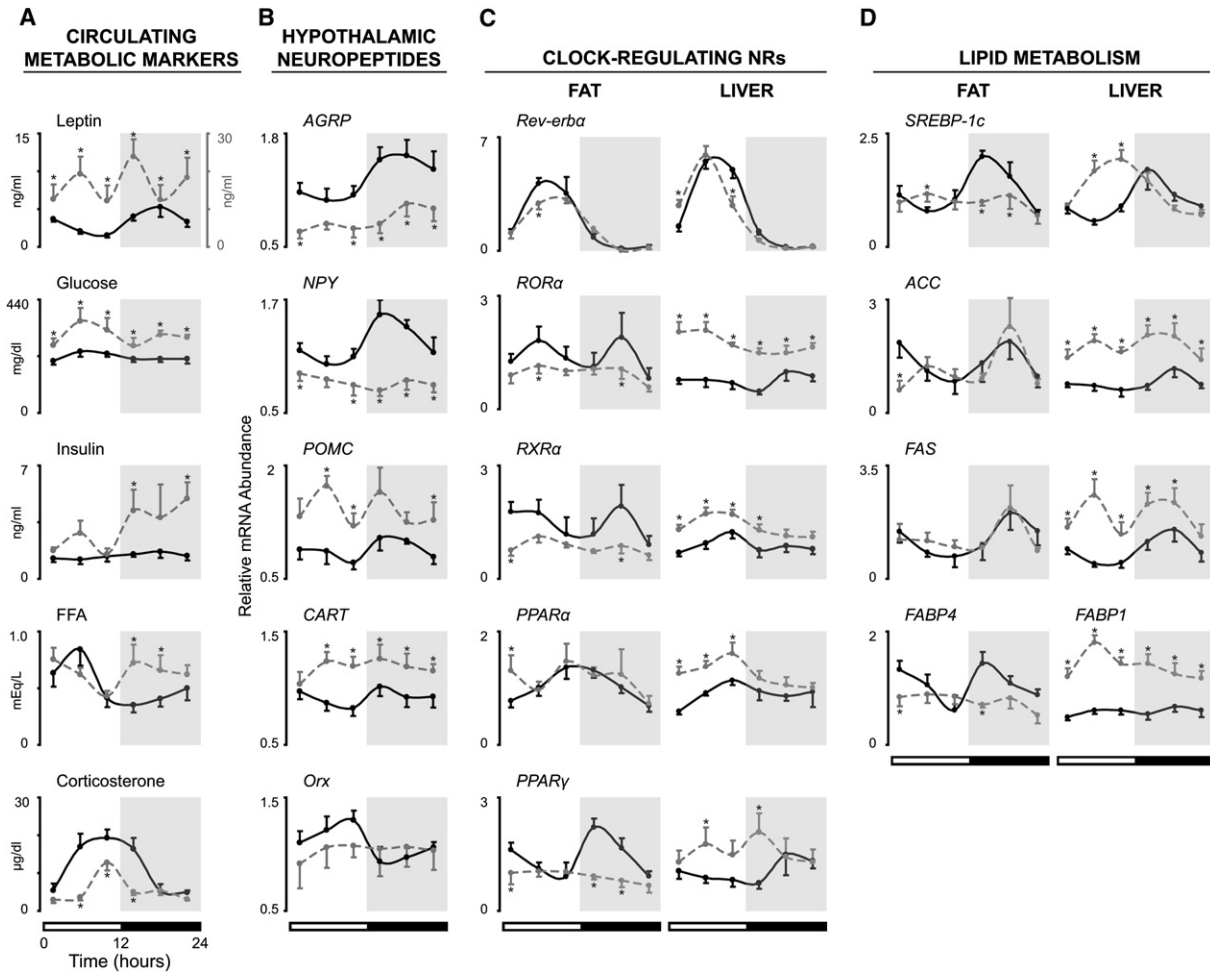 A
CIRCULATING
METABOLIC MARKERS
Leptin
15
ng/ml
0
30
ng/ml
0
* * * * * *
Glucose
440
mg/dl
0
* * * * * *
Insulin
7
ng/ml
0
* *
FFA
1.0
mEq/L
0
* *
Corticosterone
30
µg/dl
0
* * *
0 12 24
Time (hours)
B
HYPOTHALAMIC
NEUROPEPTIDES
Relative mRNA Abundance
AGRP
1.8
0.5
* * * * *
NPY
1.7
0.5
* * * * *
POMC
2
0.5
* * *
CART
1.5
0.5
* * * * *
Orx
1.5
0.5
C
CLOCK-REGULATING NRs
FAT LIVER
Rev-erbα
7
0
* * *
RORα
3
0
* * * * * * * *
RXRα
3
0
* * * * * *
PPARα
3
0
* * * *
PPARγ
3
0
* * * * *
D
LIPID METABOLISM
FAT LIVER
SREBP-1c
2.5
0
* * * * *
ACC
3
0
* * * * * * *
FAS
3.5
0
* * * * *
FABP4 FABP1
2
0
* * * * * * * *